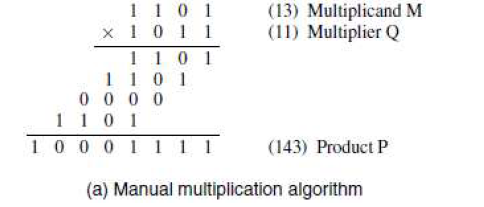 1 1 0 1 (13) Multiplicand M
× 1 0 1 1 (11) Multiplier Q
1 1 0 1
1 1 0 1
0 0 0 0
1 1 0 1
1 0 0 0 1 1 1 1 (143) Product P
(a) Manual multiplication algorithm